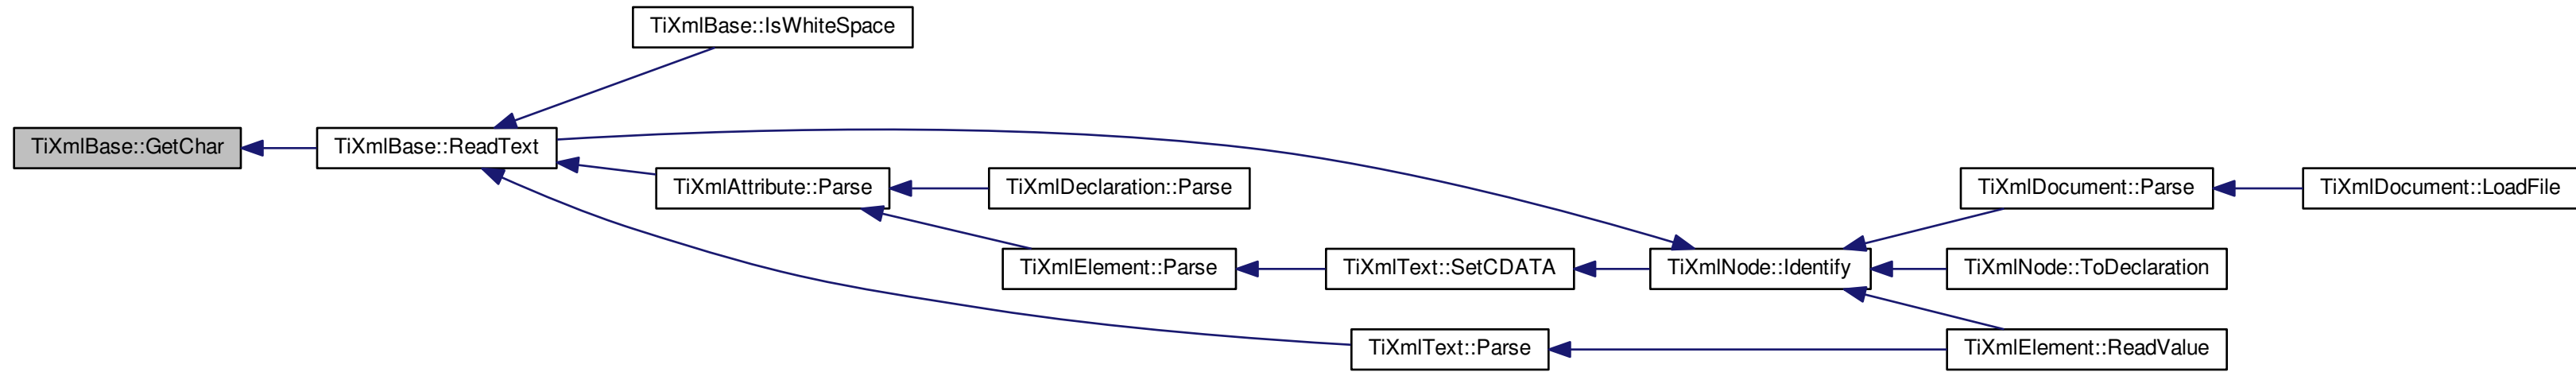 TiXmlBase::IsWhiteSpace
TiXmlBase::GetChar
TiXmlBase::ReadText
TiXmlAttribute::Parse
TiXmlDeclaration::Parse
TiXmlDocument::Parse
TiXmlDocument::LoadFile
TiXmlElement::Parse
TiXmlText::SetCDATA
TiXmlNode::Identify
TiXmlNode::ToDeclaration
TiXmlText::Parse
TiXmlElement::ReadValue